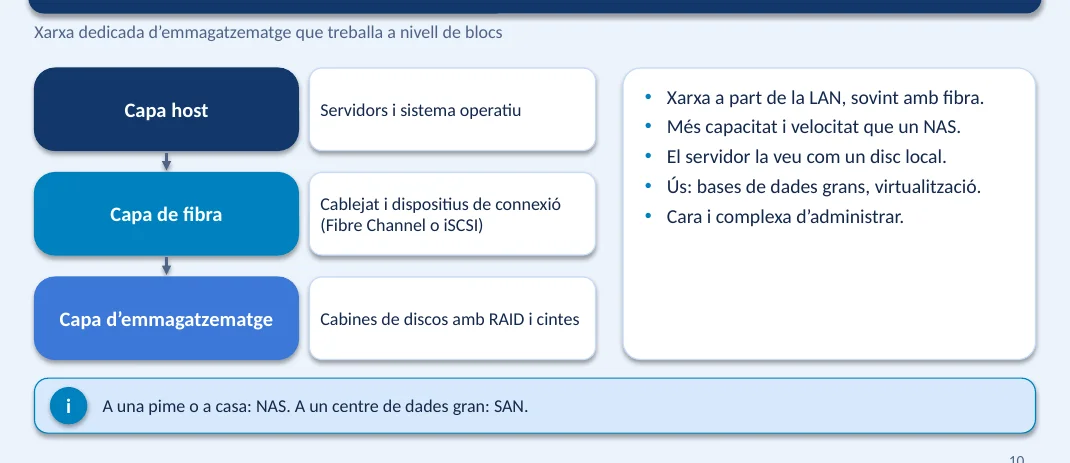 Xarxa dedicada d’emmagatzematge que treballa a nivell de blocs
Capa host
Servidors i sistema operatiu
Capa de fibra
Cablejat i dispositius de connexió
(Fibre Channel o iSCSI)
Capa d’emmagatzematge
Cabines de discos amb RAID i cintes
• Xarxa a part de la LAN, sovint amb fibra.
• Més capacitat i velocitat que un NAS.
• El servidor la veu com un disc local.
• Ús: bases de dades grans, virtualització.
• Cara i complexa d’administrar.
i
A una pime o a casa: NAS. A un centre de dades gran: SAN.
10